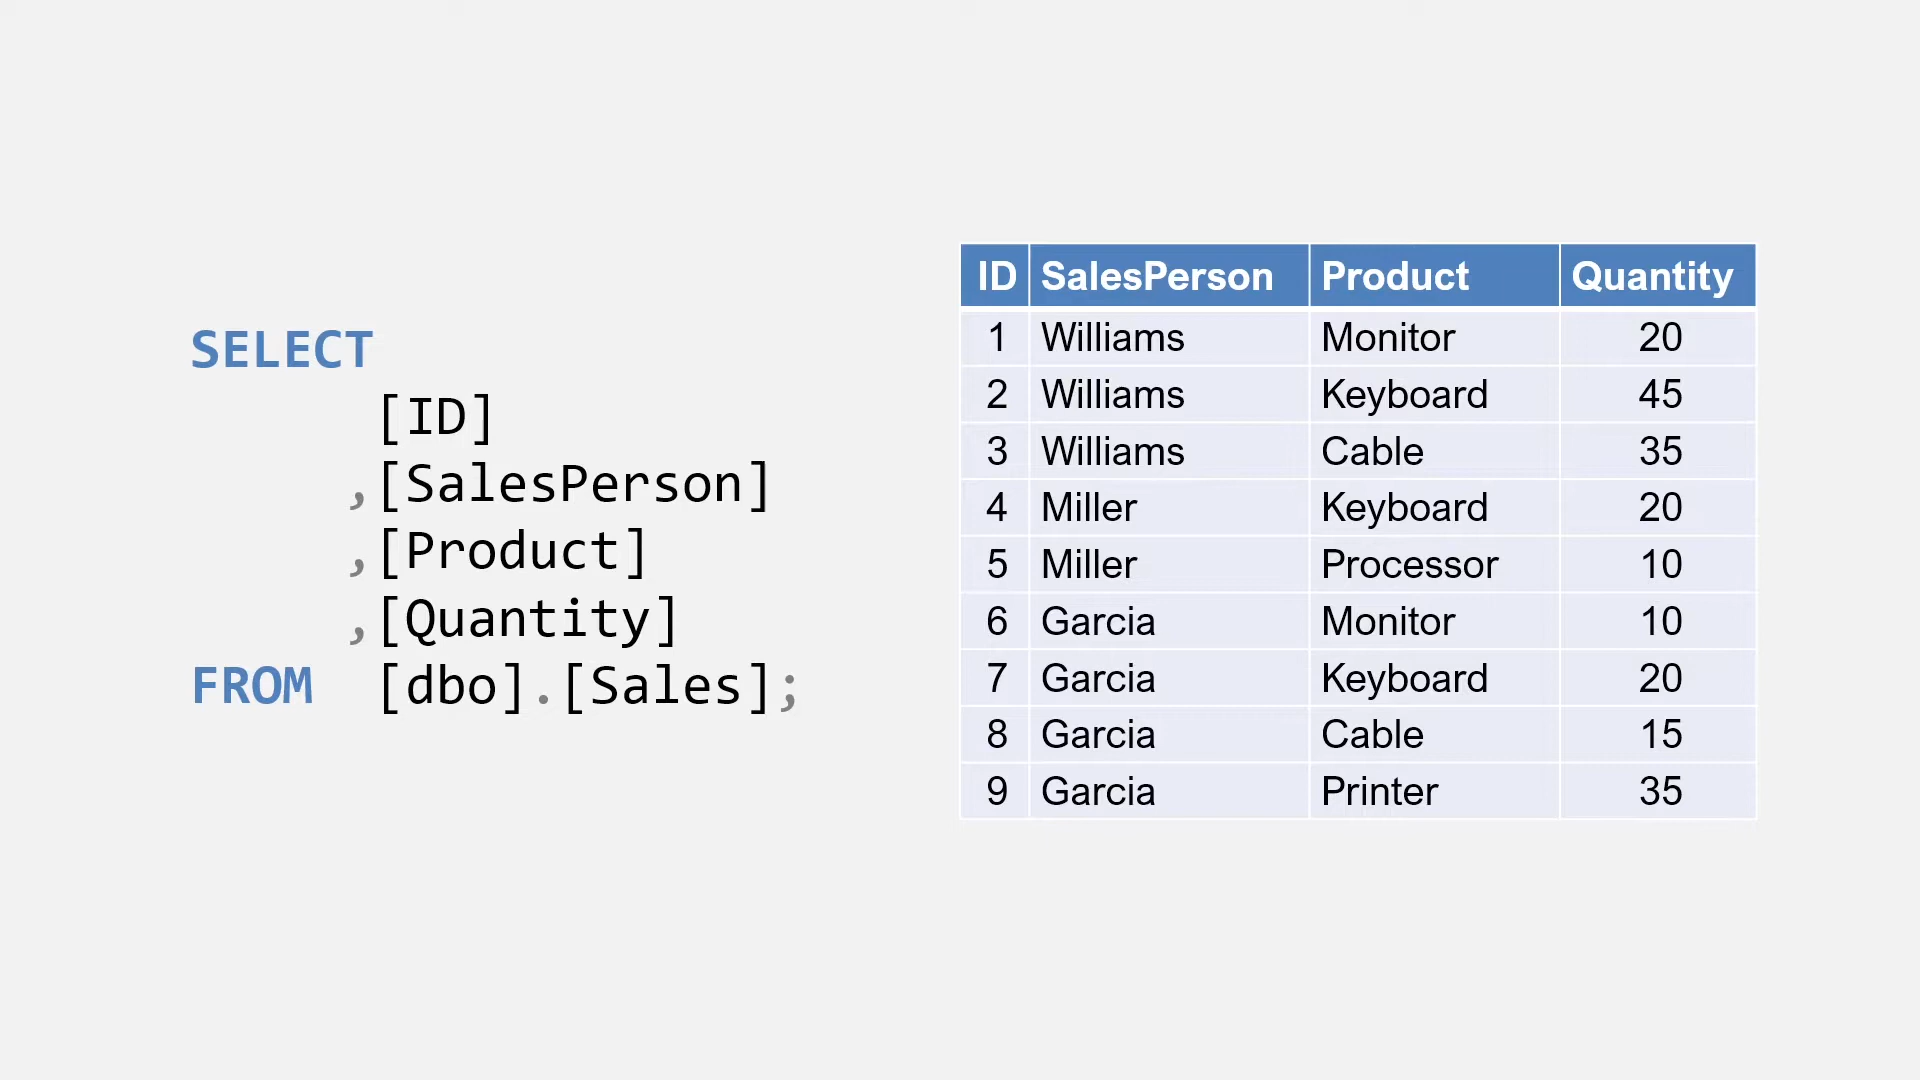 SELECT
[ID]
,[SalesPerson]
,[Product]
,[Quantity]
FROM [dbo].[Sales];
ID SalesPerson Product Quantity
1 Williams Monitor 20
2 Williams Keyboard 45
3 Williams Cable 35
4 Miller Keyboard 20
5 Miller Processor 10
6 Garcia Monitor 10
7 Garcia Keyboard 20
8 Garcia Cable 15
9 Garcia Printer 35